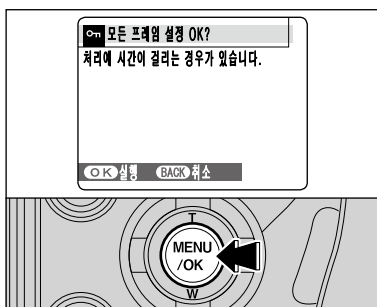 모든 프레임 설정 OK?
처리에 시간이 걸리는 경우가 있습니다.
OK 실행 BACK 취소
T
MENU
/OK
W